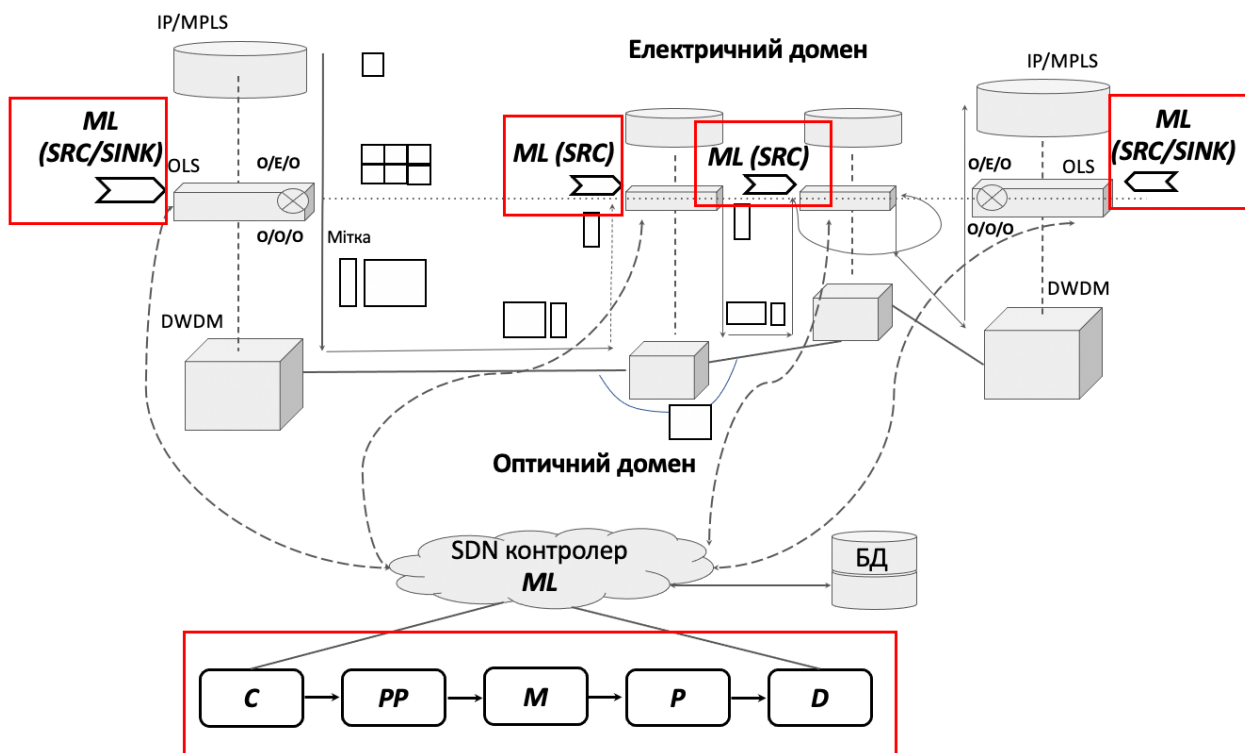 IP/MPLS
Електричний домен
IP/MPLS
ML
(SRC/SINK)
OLS
O/E/O
O/O/O
Мітка
ML (SRC)
ML (SRC)
O/E/O
OLS
O/O/O
ML
(SRC/SINK)
DWDM
DWDM
Оптичний домен
SDN контролер
ML
БД
C
PP
M
P
D